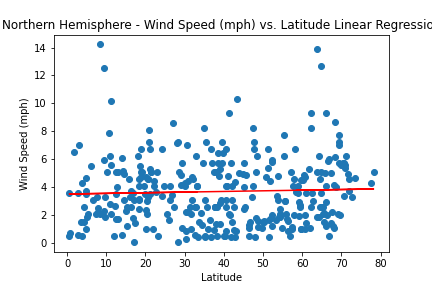 Northern Hemisphere - Wind Speed (mph) vs. Latitude Linear Regressio
14
12
10
8
6
4
2
0
Wind Speed (mph)
0 10 20 30 40 50 60 70 80
Latitude